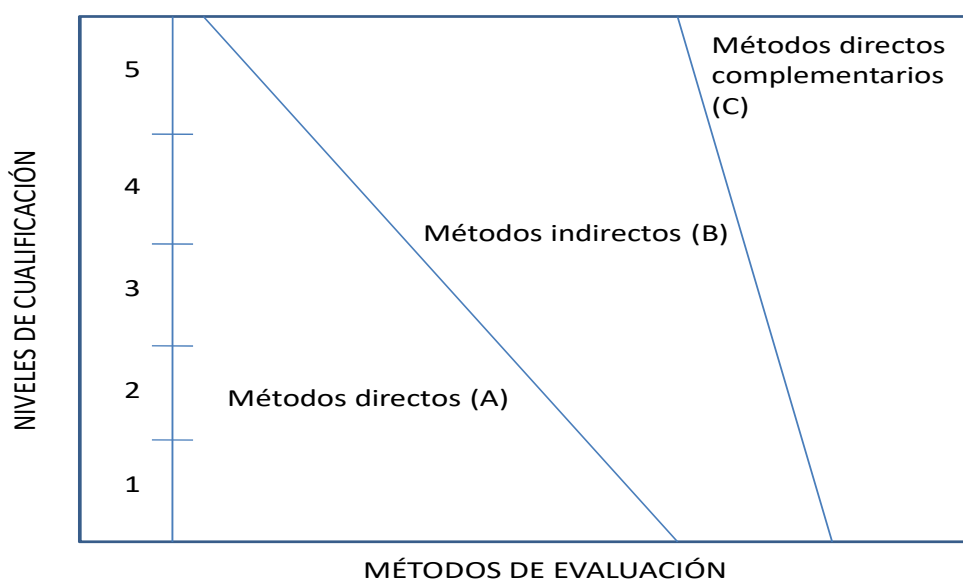 Métodos directos
complementarios
(C)
5
4
Métodos indirectos (B)
3
2
Métodos directos (A)
1
NIVELES DE CUALIFICACIÓN
MÉTODOS DE EVALUACIÓN